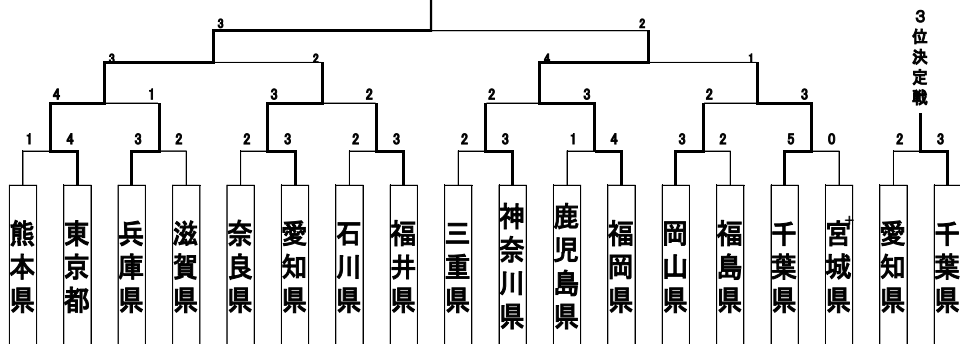 3 2
3 2 4 1
4 1 3 2 2 3 2 3
1 4 3 2 2 3 2 3 2 3 1 4 3 2 5 0 2 3
3位決定戦
熊本県
東京都
兵庫県
滋賀県
奈良県
愛知県
石川県
福井県
三重県
神奈川県
鹿児島県
福岡県
岡山県
福島県
千葉県
宮城県
愛知県
千葉県